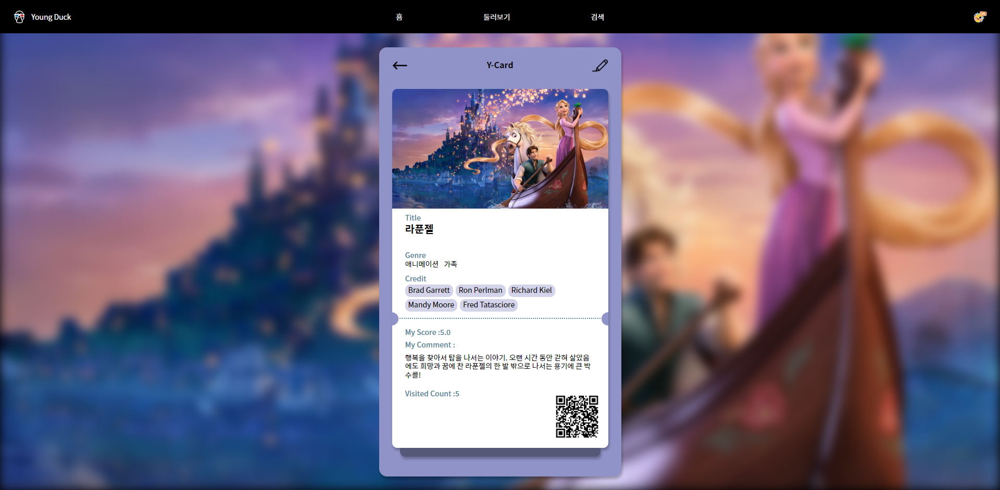 Young Duck
홈
둘러보기
검색
Y-Card
Title
라푼젤
Genre
애니메이션 가족
Credit
Brad Garrett Ron Perlman Richard Kiel
Mandy Moore Fred Tatasciore
My Score :5.0
My Comment :
행복을 찾아서 탑을 나서는 이야기. 오랜 시간 동안 갇혀 살았음
에도 희망과 꿈에 찬 라푼젤의 한 발 밖으로 나서는 용기에 큰 박
수를!
Visited Count :5